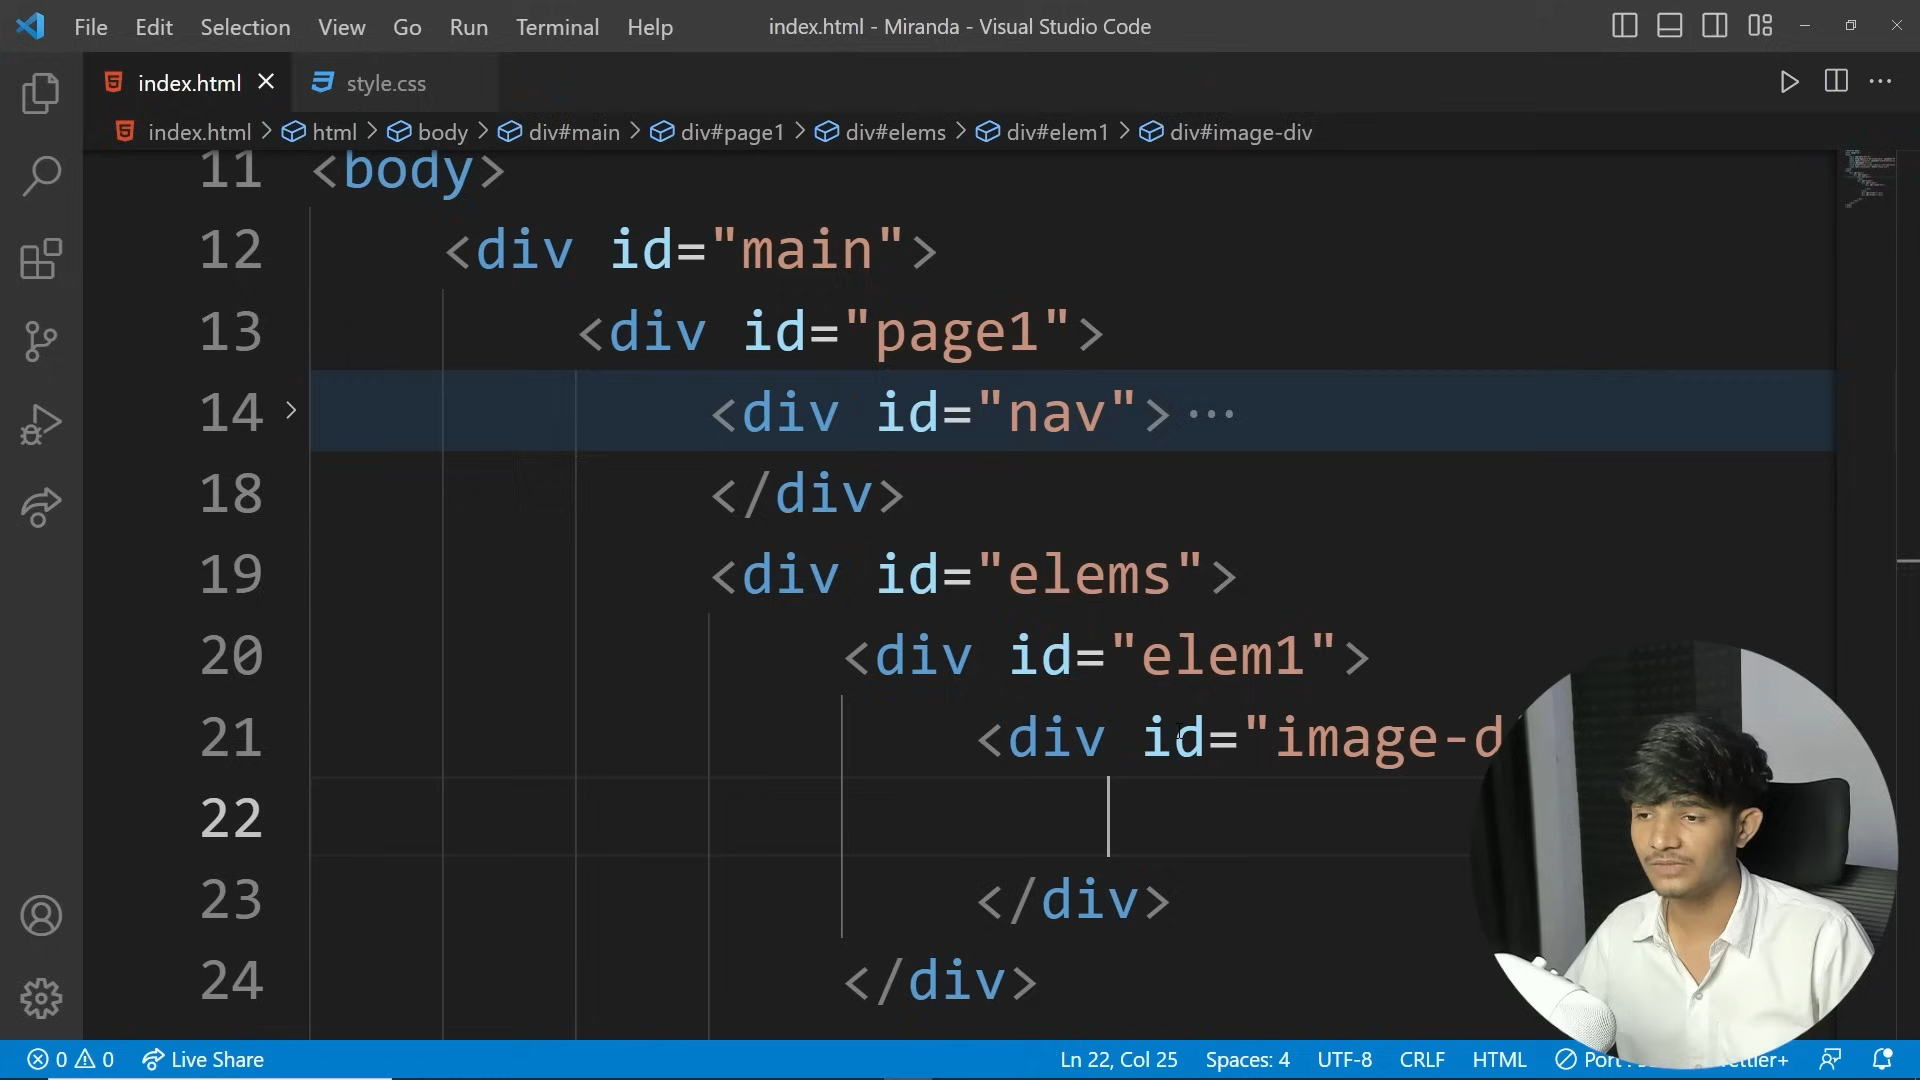 File Edit Selection View Go Run Terminal Help index.html - Miranda - Visual Studio Code
index.html style.css
index.html > html > body > div#main > div#page1 > div#elems > div#elem1 > div#image-div
11 <body>
12 <div id="main">
13 <div id="page1">
14 <div id="nav"> ...
18 </div>
19 <div id="elems">
20 <div id="elem1">
21 <div id="image-d
22
23 </div>
24 </div>
0 0 Live Share Ln 22, Col 25 Spaces: 4 UTF-8 CRLF HTML Port